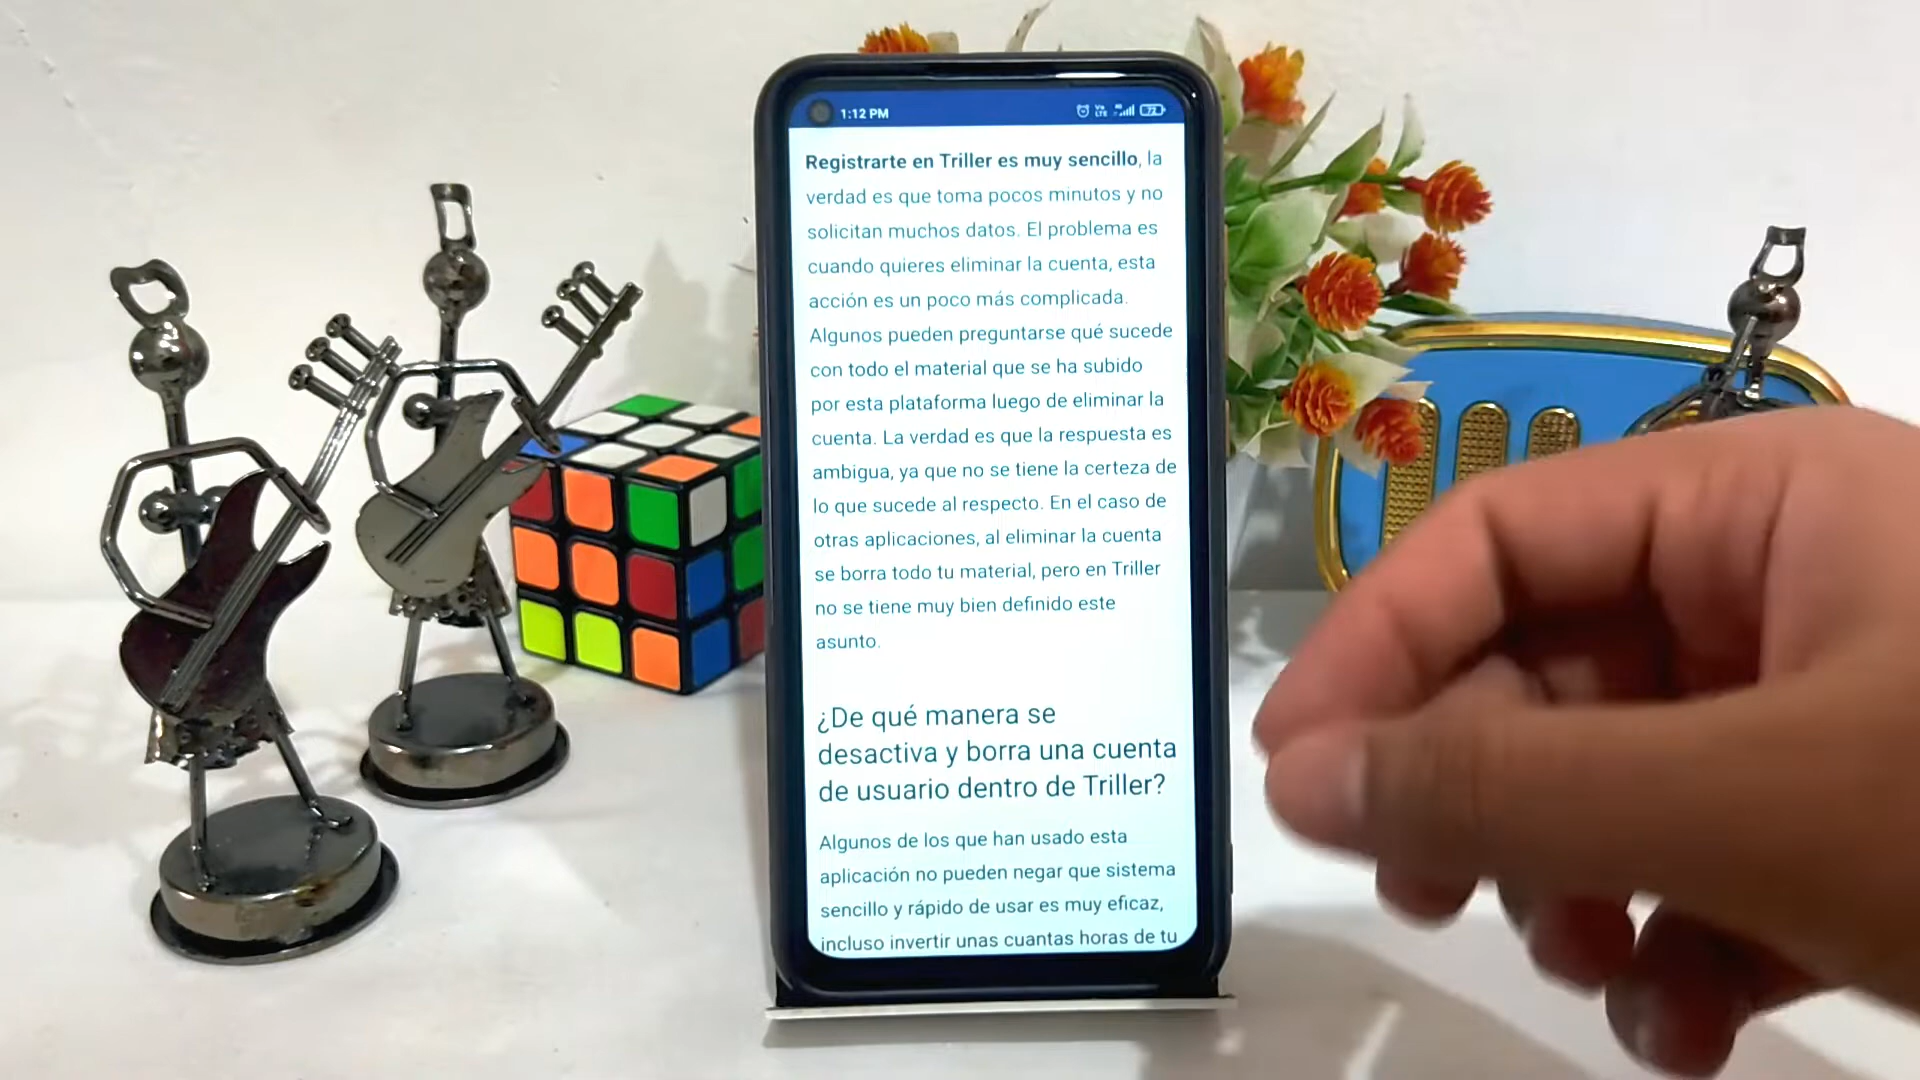 1:12 PM
Vo
LTE
4G
72
Registrarte en Triller es muy sencillo, la
verdad es que toma pocos minutos y no
solicitan muchos datos. El problema es
cuando quieres eliminar la cuenta, esta
acción es un poco más complicada.
Algunos pueden preguntarse qué sucede
con todo el material que se ha subido
por esta plataforma luego de eliminar la
cuenta. La verdad es que la respuesta es
ambigua, ya que no se tiene la certeza de
lo que sucede al respecto. En el caso de
otras aplicaciones, al eliminar la cuenta
se borra todo tu material, pero en Triller
no se tiene muy bien definido este
asunto.
¿De qué manera se
desactiva y borra una cuenta
de usuario dentro de Triller?
Algunos de los que han usado esta
aplicación no pueden negar que sistema
sencillo y rápido de usar es muy eficaz,
incluso invertir unas cuantas horas de tu